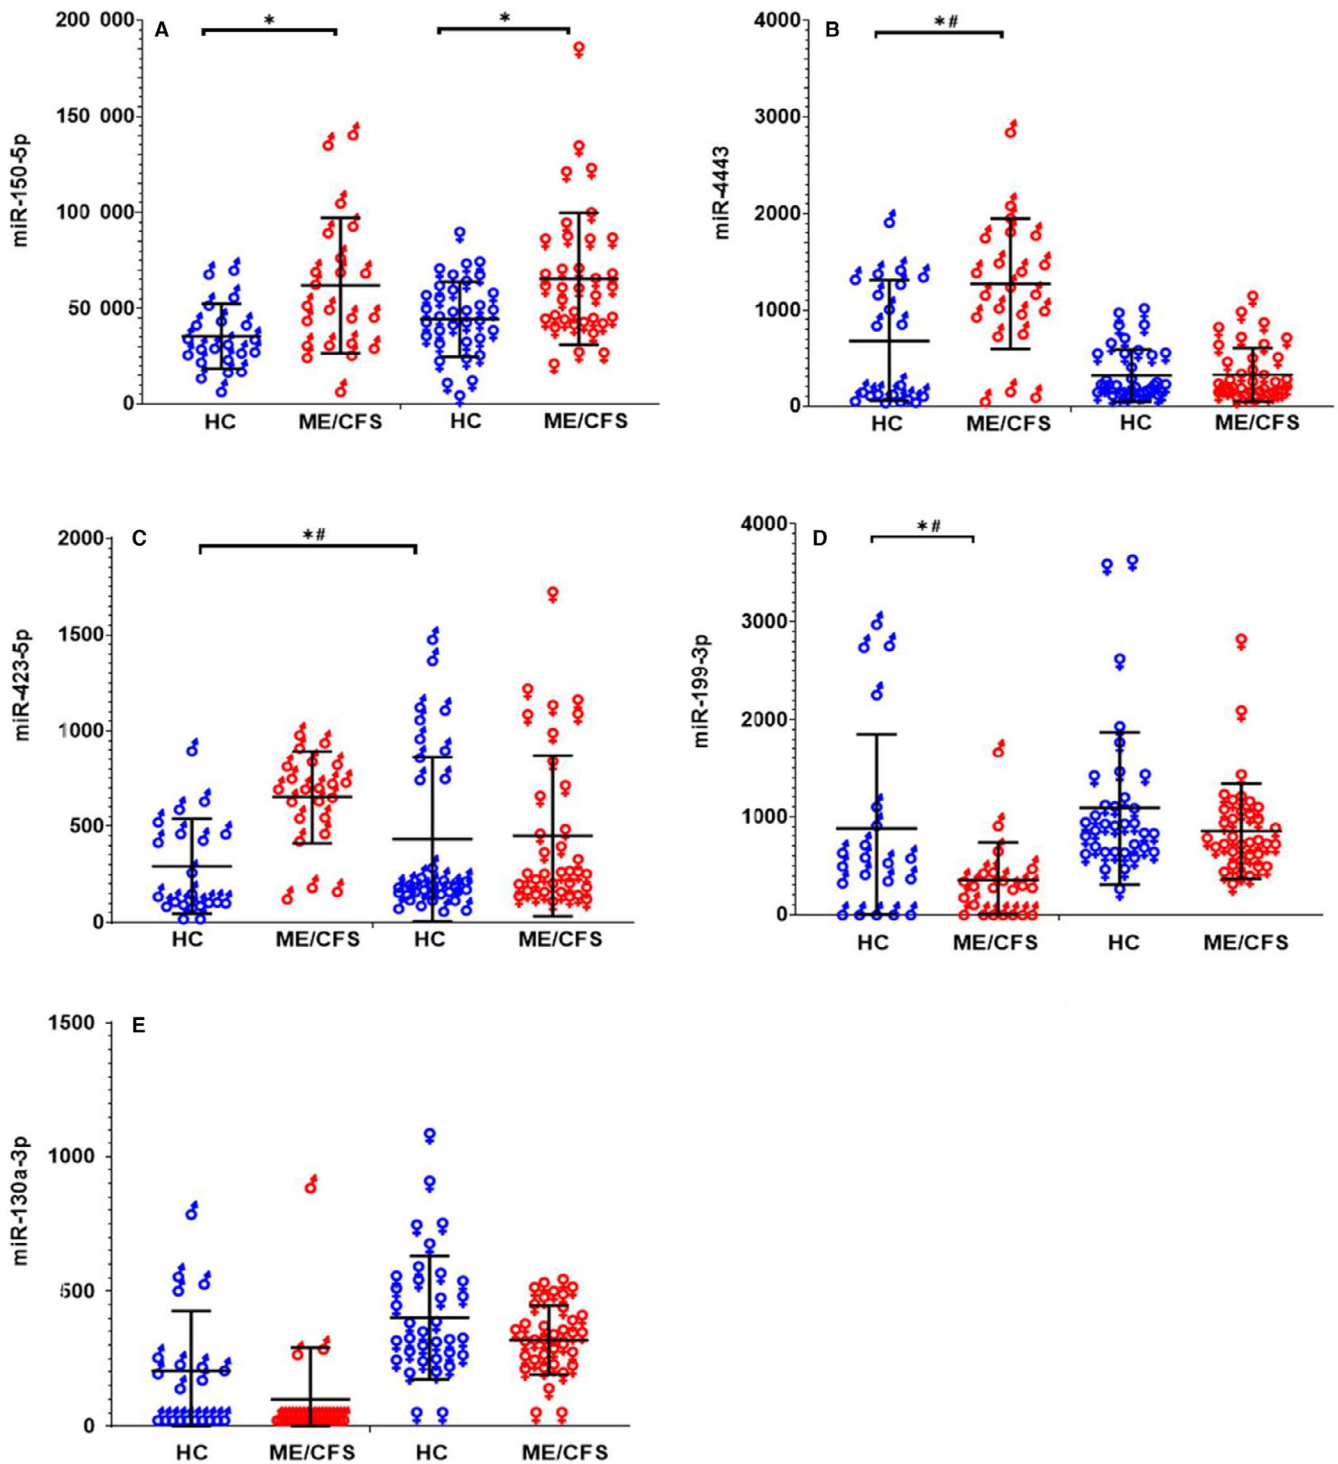 A
*
*
miR-150-5p
200 000
150 000
100 000
50 000
0
HC
ME/CFS
HC
ME/CFS
B
*#
miR-4443
4000
3000
2000
1000
0
HC
ME/CFS
HC
ME/CFS
C
*#
miR-423-5p
2000
1500
1000
500
0
HC
ME/CFS
HC
ME/CFS
D
*#
miR-199-3p
4000
3000
2000
1000
0
HC
ME/CFS
HC
ME/CFS
E
miR-130a-3p
1500
1000
500
0
HC
ME/CFS
HC
ME/CFS